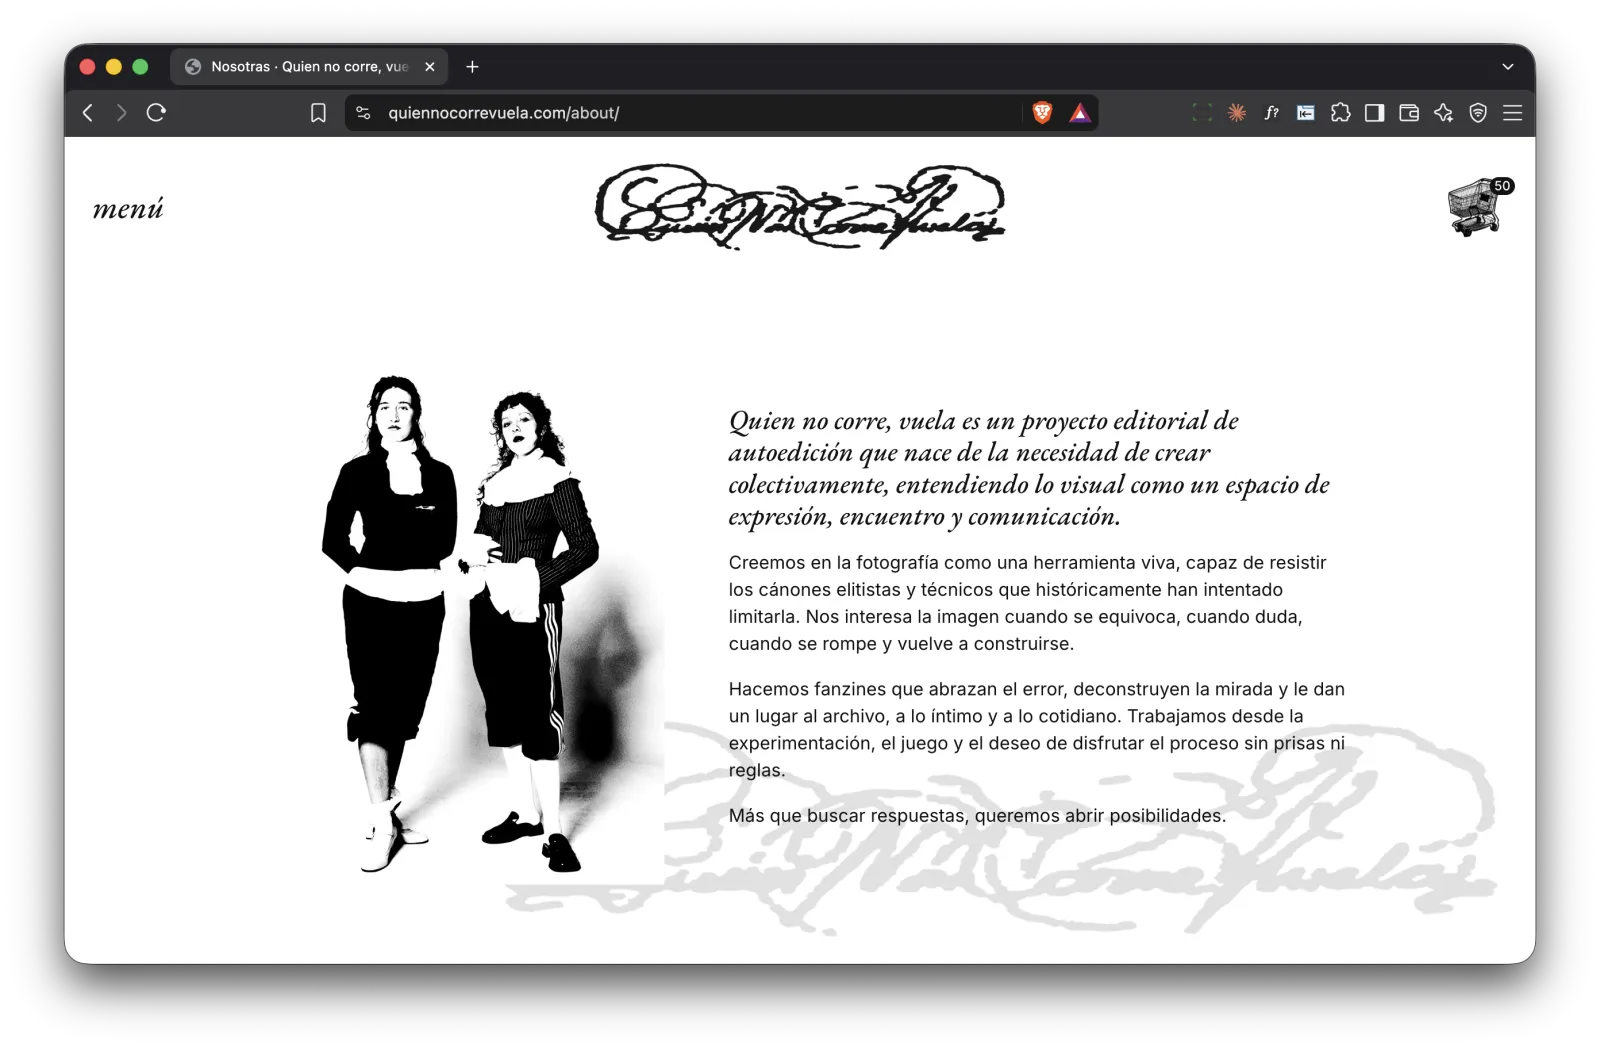 Nosotras · Quien no corre, vue
quiennocorrevuela.com/about/
f?
menú
Quien No Corre Vuela
50
Quien no corre, vuela es un proyecto editorial de
autoedición que nace de la necesidad de crear
colectivamente, entendiendo lo visual como un espacio de
expresión, encuentro y comunicación.
Creemos en la fotografía como una herramienta viva, capaz de resistir
los cánones elitistas y técnicos que históricamente han intentado
limitarla. Nos interesa la imagen cuando se equivoca, cuando duda,
cuando se rompe y vuelve a construirse.
Hacemos fanzines que abrazan el error, deconstruyen la mirada y le dan
un lugar al archivo, a lo íntimo y a lo cotidiano. Trabajamos desde la
experimentación, el juego y el deseo de disfrutar el proceso sin prisas ni
reglas.
Más que buscar respuestas, queremos abrir posibilidades.